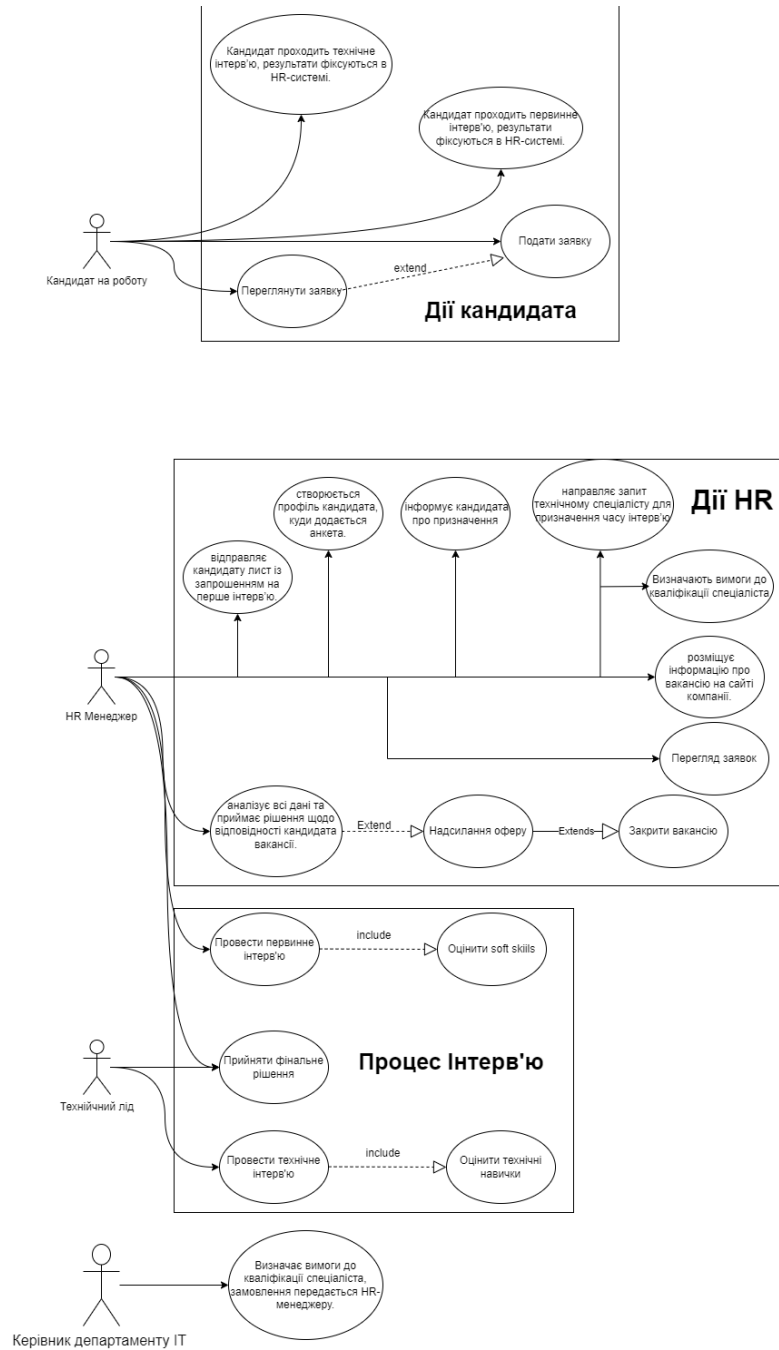 Кандидат проходить технічне
інтерв'ю, результати фіксуються в
HR-системі.
Кандидат проходить первинне
інтерв'ю, результати
фіксуються в HR-системі.
Подати заявку
Кандидат на роботу
extend
Переглянути заявку
Дії кандидата
Дії HR
створюється
профіль кандидата,
куди додається
анкета.
інформує кандидата
про призначення
направляє запит
технічному спеціалісту для
призначення часу інтерв'ю
відправляє
кандидату лист із
запрошенням на
перше інтерв'ю.
Визначають вимоги до
кваліфікації спеціаліста
розміщує
інформацію про
вакансію на сайті
компанії.
HR Менеджер
Перегляд заявок
аналізує всі дані та
приймає рішення щодо
відповідності кандидата
вакансії.
Extend
Надсилання оферу
Extends
Закрити вакансію
Провести первинне
інтерв'ю
include
Оцінити soft skiils
Прийняти фінальне
рішення
Процес Інтерв'ю
Технійчний лід
Провести технічне
інтерв'ю
include
Оцінити технічні
навички
Визначає вимоги до
кваліфікації спеціаліста,
замовлення передається HR-
менеджеру.
Керівник департаменту ІТ